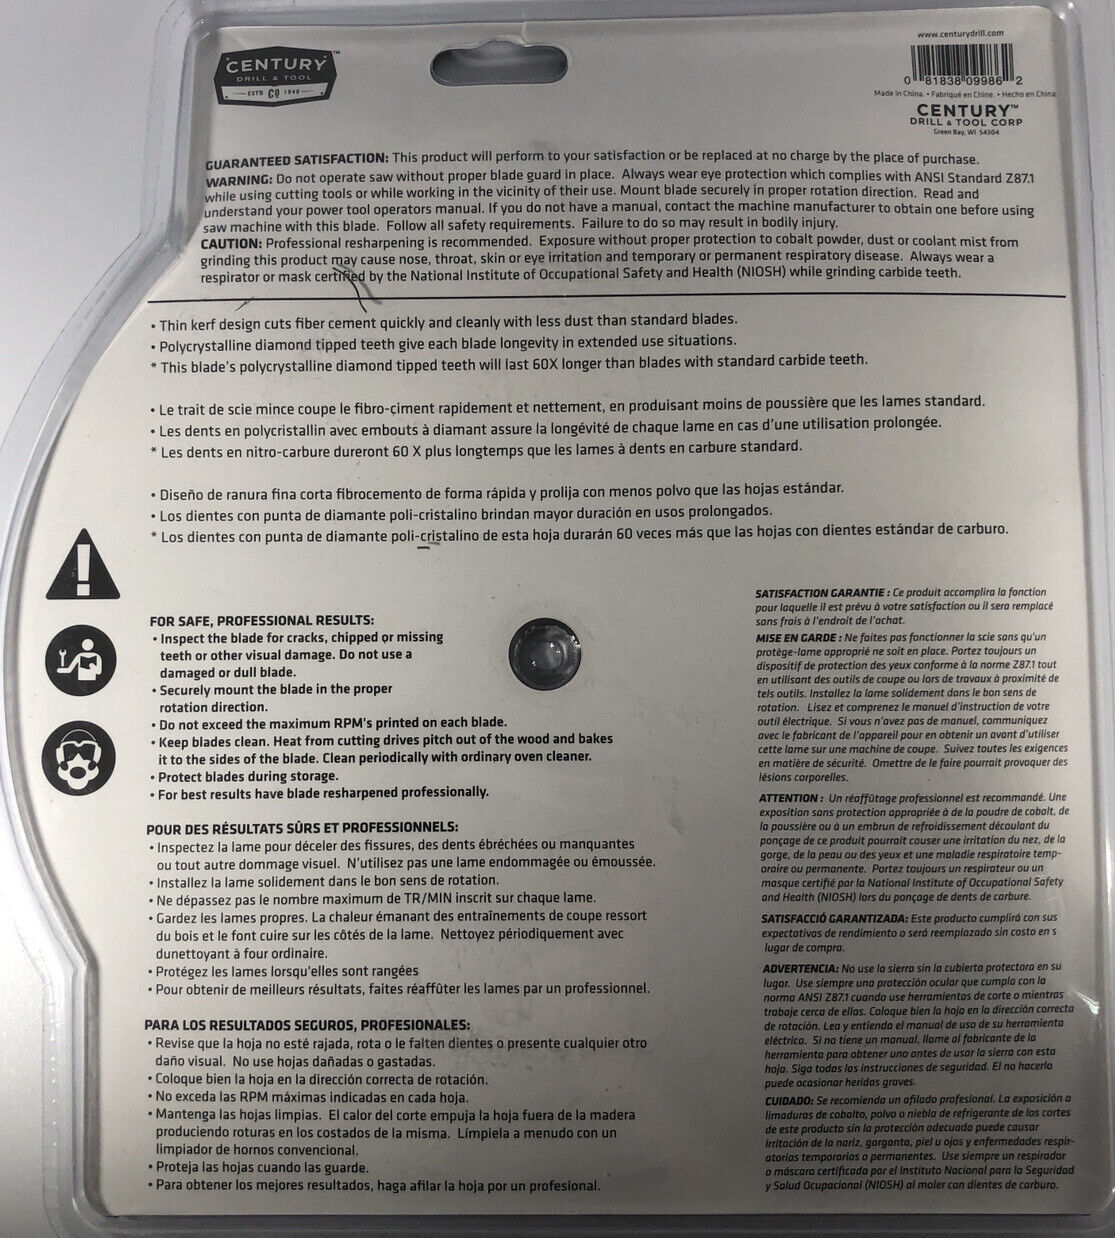 CENTURY™
DRILL & TOOL
ESTD CO 1946
www.centurydrill.com
0 81838 09986 2
Made in China. • Fabriqué en Chine. • Hecho en China
CENTURY™
DRILL & TOOL CORP
Green Bay, WI 54304
GUARANTEED SATISFACTION: This product will perform to your satisfaction or be replaced at no charge by the place of purchase.
WARNING: Do not operate saw without proper blade guard in place. Always wear eye protection which complies with ANSI Standard Z87.1
while using cutting tools or while working in the vicinity of their use. Mount blade securely in proper rotation direction. Read and
understand your power tool operators manual. If you do not have a manual, contact the machine manufacturer to obtain one before using
saw machine with this blade. Follow all safety requirements. Failure to do so may result in bodily injury.
CAUTION: Professional resharpening is recommended. Exposure without proper protection to cobalt powder, dust or coolant mist from
grinding this product may cause nose, throat, skin or eye irritation and temporary or permanent respiratory disease. Always wear a
respirator or mask certified by the National Institute of Occupational Safety and Health (NIOSH) while grinding carbide teeth.
• Thin kerf design cuts fiber cement quickly and cleanly with less dust than standard blades.
• Polycrystalline diamond tipped teeth give each blade longevity in extended use situations.
* This blade's polycrystalline diamond tipped teeth will last 60X longer than blades with standard carbide teeth.
• Le trait de scie mince coupe le fibro-ciment rapidement et nettement, en produisant moins de poussière que les lames standard.
• Les dents en polycristallin avec embouts à diamant assure la longévité de chaque lame en cas d'une utilisation prolongée.
* Les dents en nitro-carbure dureront 60 X plus longtemps que les lames à dents en carbure standard.
• Diseño de ranura fina corta fibrocemento de forma rápida y prolija con menos polvo que las hojas estándar.
• Los dientes con punta de diamante poli-cristalino brindan mayor duración en usos prolongados.
* Los dientes con punta de diamante poli-cristalino de esta hoja durarán 60 veces más que las hojas con dientes estándar de carburo.
FOR SAFE, PROFESSIONAL RESULTS:
• Inspect the blade for cracks, chipped or missing
teeth or other visual damage. Do not use a
damaged or dull blade.
• Securely mount the blade in the proper
rotation direction.
• Do not exceed the maximum RPM's printed on each blade.
• Keep blades clean. Heat from cutting drives pitch out of the wood and bakes
it to the sides of the blade. Clean periodically with ordinary oven cleaner.
• Protect blades during storage.
• For best results have blade resharpened professionally.
POUR DES RÉSULTATS SÛRS ET PROFESSIONNELS:
• Inspectez la lame pour déceler des fissures, des dents ébréchées ou manquantes
ou tout autre dommage visuel. N'utilisez pas une lame endommagée ou émoussée.
• Installez la lame solidement dans le bon sens de rotation.
• Ne dépassez pas le nombre maximum de TR/MIN inscrit sur chaque lame.
• Gardez les lames propres. La chaleur émanant des entraînements de coupe ressort
du bois et le font cuire sur les côtés de la lame. Nettoyez périodiquement avec
dunettoyant à four ordinaire.
• Protégez les lames lorsqu'elles sont rangées
• Pour obtenir de meilleurs résultats, faites réaffûter les lames par un professionnel.
PARA LOS RESULTADOS SEGUROS, PROFESIONALES:
• Revise que la hoja no esté rajada, rota o le falten dientes o presente cualquier otro
daño visual. No use hojas dañadas o gastadas.
• Coloque bien la hoja en la dirección correcta de rotación.
• No exceda las RPM máximas indicadas en cada hoja.
• Mantenga las hojas limpias. El calor del corte empuja la hoja fuera de la madera
produciendo roturas en los costados de la misma. Límpiela a menudo con un
limpiador de hornos convencional.
• Proteja las hojas cuando las guarde.
• Para obtener los mejores resultados, haga afilar la hoja por un profesional.
SATISFACTION GARANTIE : Ce produit accomplira la fonction
pour laquelle il est prévu à votre satisfaction ou il sera remplacé
sans frais à l'endroit de l'achat.
MISE EN GARDE : Ne faites pas fonctionner la scie sans qu'un
protège-lame approprié ne soit en place. Portez toujours un
dispositif de protection des yeux conforme à la norme Z87.1 tout
en utilisant des outils de coupe ou lors de travaux à proximité de
tels outils. Installez la lame solidement dans le bon sens de
rotation. Lisez et comprenez le manuel d'instruction de votre
outil électrique. Si vous n'avez pas de manuel, communiquez
avec le fabricant de l'appareil pour en obtenir un avant d'utiliser
cette lame sur une machine de coupe. Suivez toutes les exigences
en matière de sécurité. Omettre de le faire pourrait provoquer des
lésions corporelles.
ATTENTION : Un réaffûtage professionnel est recommandé. Une
exposition sans protection appropriée à de la poudre de cobalt, de
la poussière ou à un embrun de refroidissement découlant du
ponçage de ce produit pourrait causer une irritation du nez, de la
gorge, de la peau ou des yeux et une maladie respiratoire temp-
oraire ou permanente. Portez toujours un respirateur ou un
masque certifié par la National Institute of Occupational Safety
and Health (NIOSH) lors du ponçage de dents de carbure.
SATISFACCIÓ GARANTIZADA: Este producto cumplirá con sus
expectativas de rendimiento o será reemplazado sin costo en s
lugar de compra.
ADVERTENCIA: No use la sierra sin la cubierta protectora en su
lugar. Use siempre una protección ocular que cumpla con la
norma ANSI Z87.1 cuando use herramientas de corte o mientras
trabaje cerca de ellas. Coloque bien la hoja en la dirección correcta
de rotación. Lea y entienda el manual de uso de su herramienta
eléctrica. Si no tiene un manual, llame al fabricante de la
herramienta para obtener uno antes de usar la sierra con esta
hoja. Siga todas las instrucciones de seguridad. El no hacerlo
puede ocasionar heridas graves.
CUIDADO: Se recomienda un afilado profesional. La exposición a
limaduras de cobalto, polvo o niebla de refrigerante de los cortes
de este producto sin la protección adecuada puede causar
irritación de la nariz, garganta, piel u ojos y enfermedades respir-
atorias temporarias o permanentes. Use siempre un respirador
o máscara certificada por el Instituto Nacional para la Seguridad
y Salud Ocupacional (NIOSH) al moler con dientes de carburo.